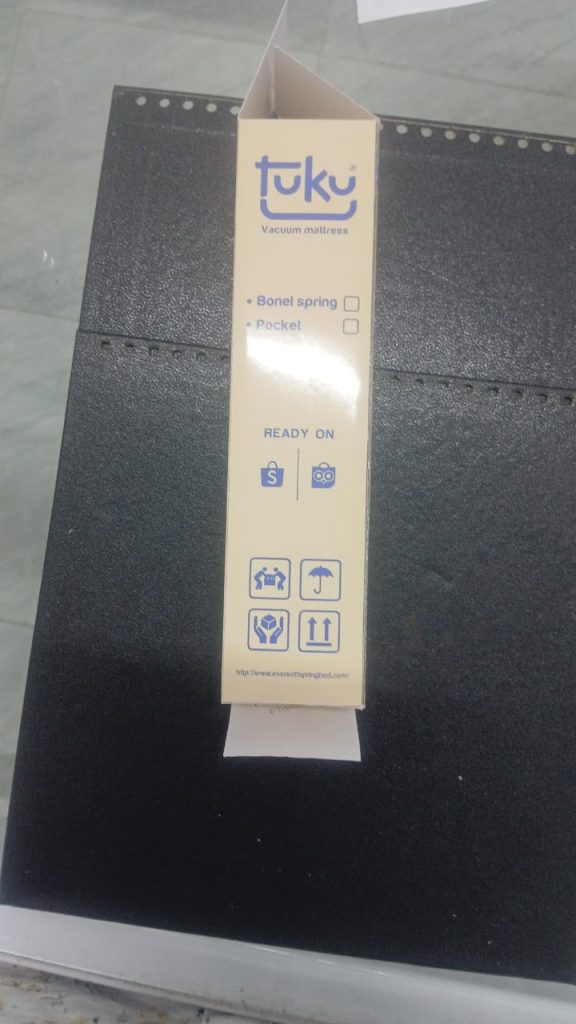 tuku®
Vacuum mattress
• Bonel spring
• Pocket
READY ON
S
http://www.eversoftspringbed.com/